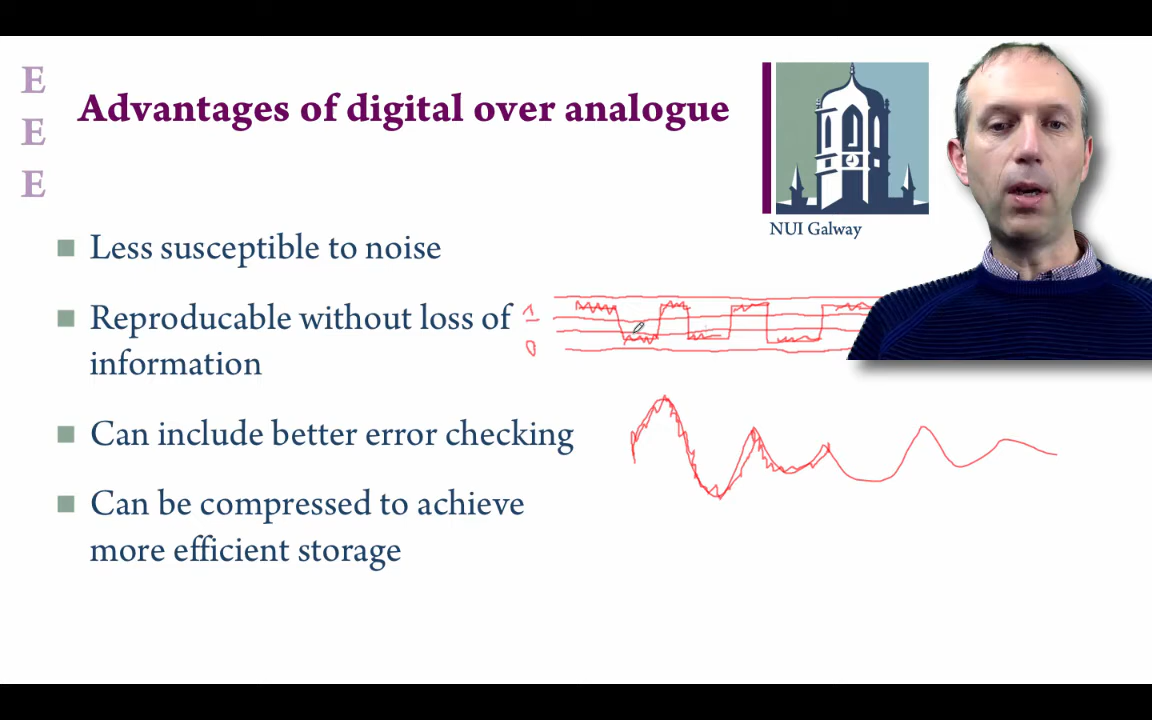 E
E
E
Advantages of digital over analogue
NUI Galway
Less susceptible to noise
Reproducable without loss of
information
1
0
Can include better error checking
Can be compressed to achieve
more efficient storage